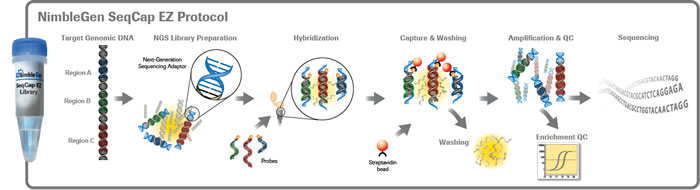 NimbleGen SeqCap EZ Protocol
Target Genomic DNA
NGS Library Preparation
Hybridization
Capture & Washing
Amplification & QC
Sequencing
NimbleGen
SeqCap EZ
Library
Next-Generation
Sequencing Adaptor
Region A
Region B
Region C
Probes
Streptavidin
bead
Washing
Enrichment QC